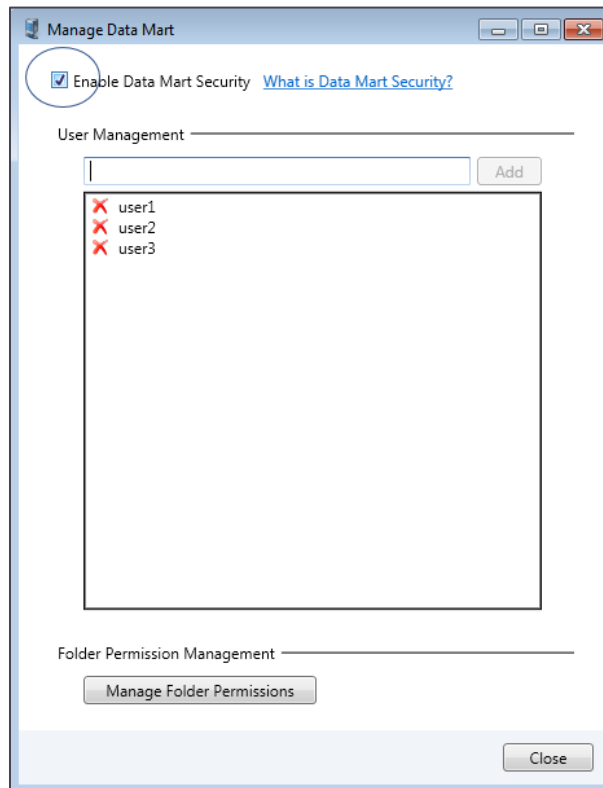 Manage Data Mart
Enable Data Mart Security What is Data Mart Security?
User Management
Add
user1
user2
user3
Folder Permission Management
Manage Folder Permissions
Close